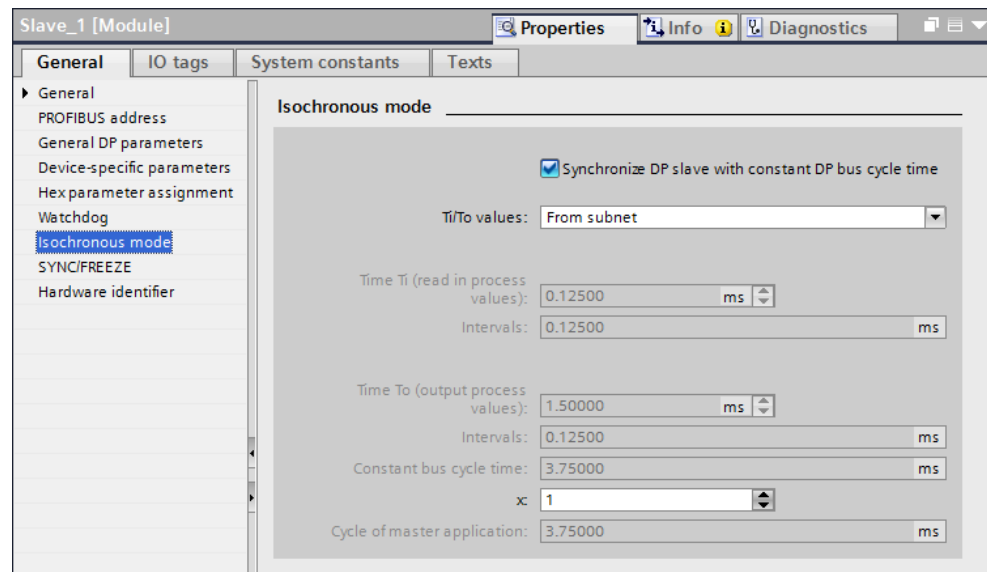 Slave_1 [Module]
Properties
Info
Diagnostics
General
IO tags
System constants
Texts
General
PROFIBUS address
General DP parameters
Device-specific parameters
Hex parameter assignment
Watchdog
Isochronous mode
SYNC/FREEZE
Hardware identifier
Isochronous mode
Synchronize DP slave with constant DP bus cycle time
Ti/To values: From subnet
Time Ti (read in process
values): 0.12500 ms
Intervals: 0.12500 ms
Time To (output process
values): 1.50000 ms
Intervals: 0.12500 ms
Constant bus cycle time: 3.75000 ms
x: 1
Cycle of master application: 3.75000 ms